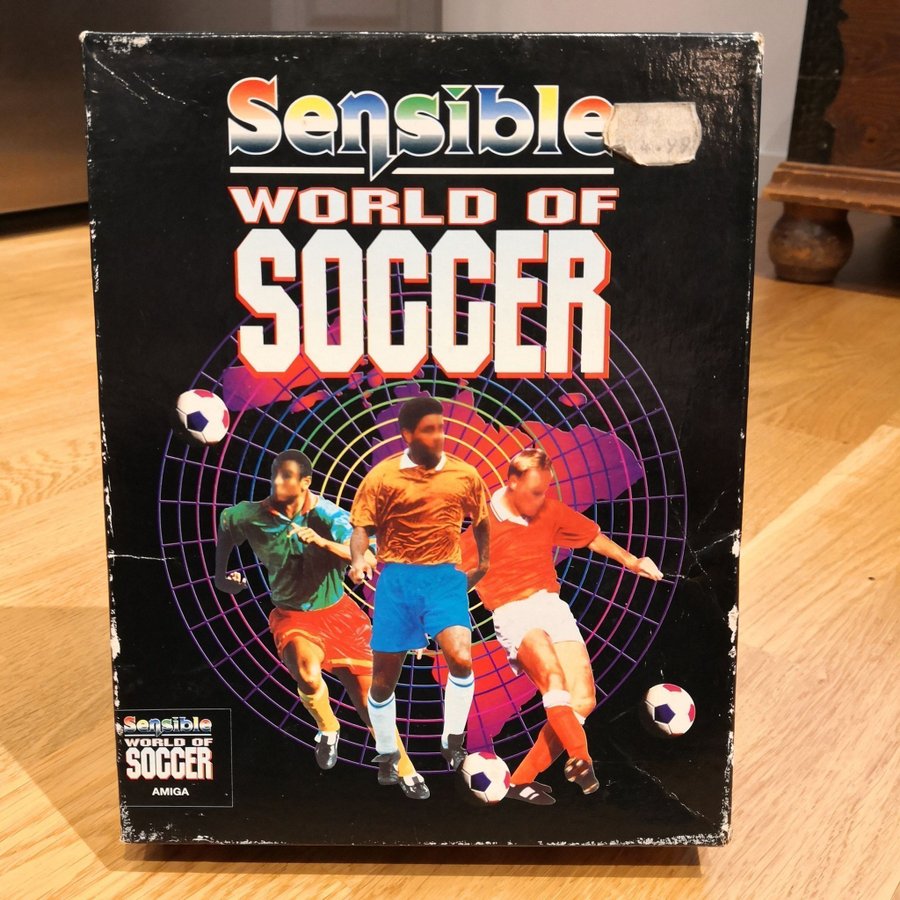 Sensible
WORLD OF
SOCCER
Sensible
WORLD OF
SOCCER
AMIGA